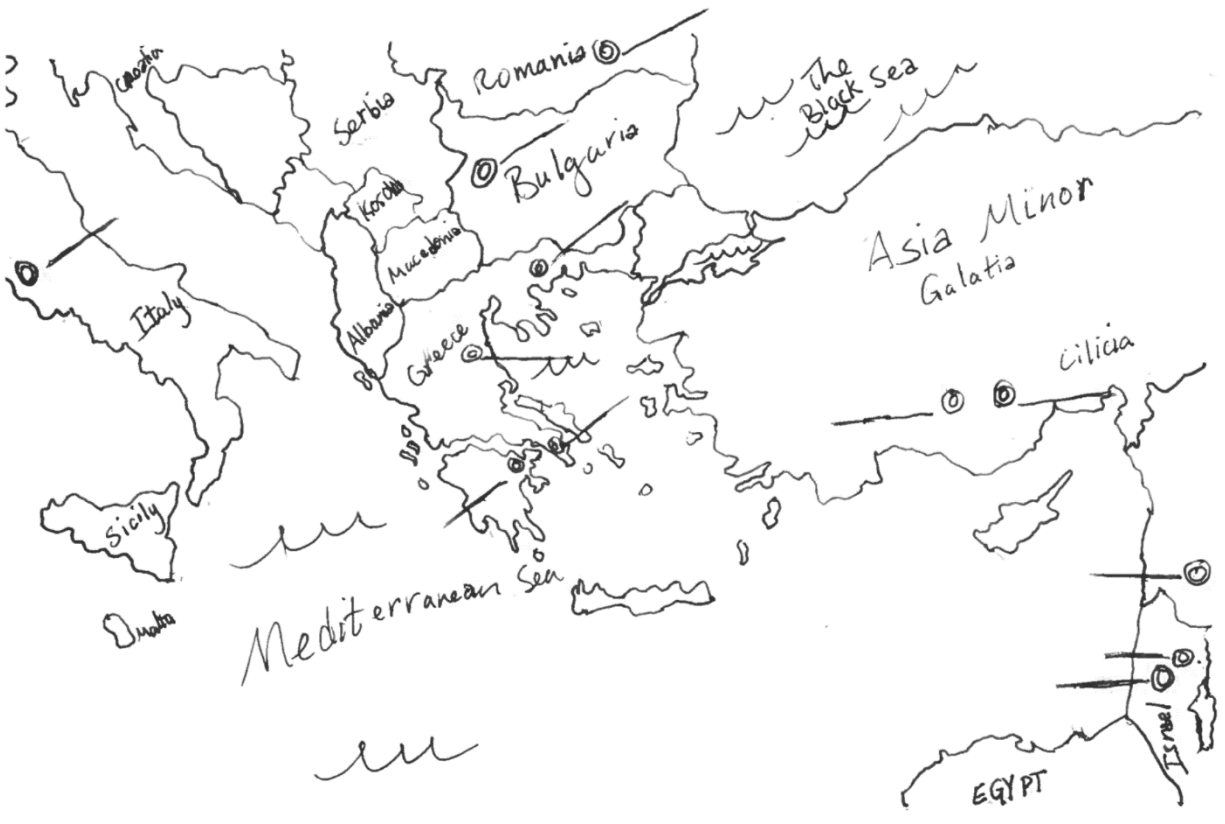 Croatia
Romania
The
Black Sea
Serbia
Bulgaria
Kosovo
Macedonia
Asia Minor
Galatia
Italy
Albania
Greece
Cilicia
Sicily
Mediterranean Sea
Malta
Israel
EGYPT